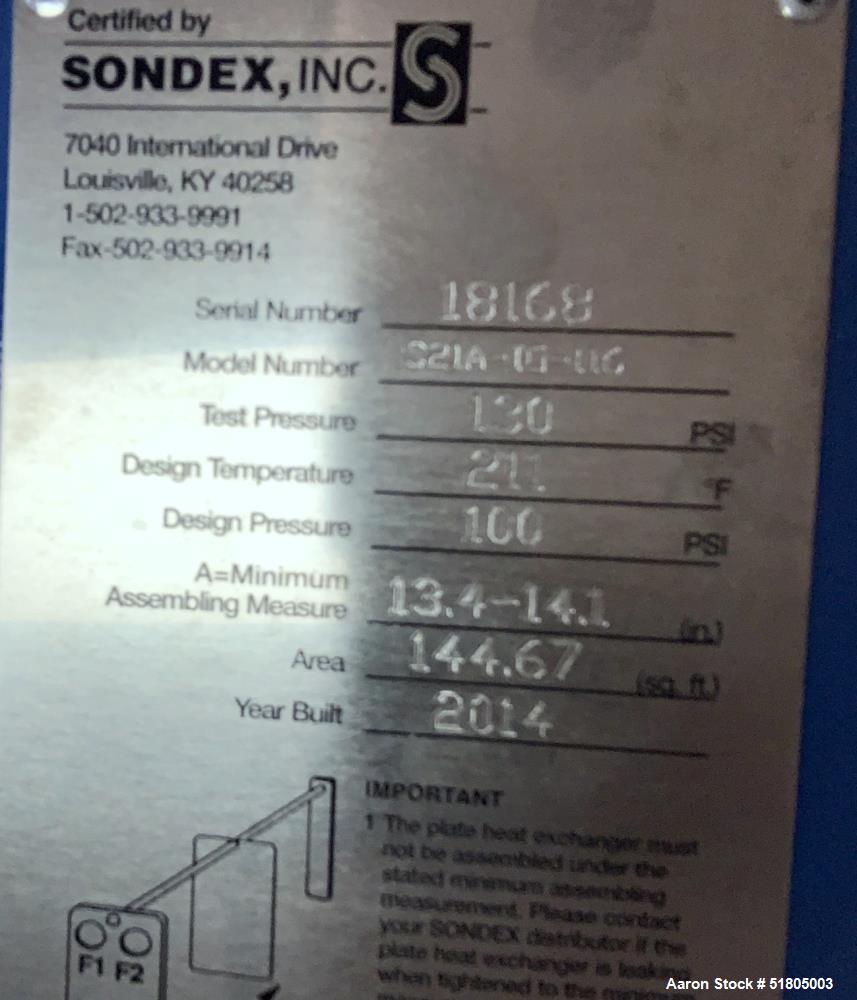 Certified by
SONDEX, INC. S
7040 International Drive
Louisville, KY 40258
1-502-933-9991
Fax-502-933-9914
Serial Number 18168
Model Number
Test Pressure 130 PSI
Design Temperature 211 °F
Design Pressure 100 PSI
A=Minimum
Assembling Measure 13.4-14.1 (in.)
Area 144.67 (sq. ft.)
Year Built 2014
IMPORTANT
1 The plate heat exchanger must
not be assembled under the
stated minimum assembling
measurement. Please contact
your SONDEX distributor if the
plate heat exchanger is leaking
when tightened to the
F1 F2
Aaron Stock # 51805003